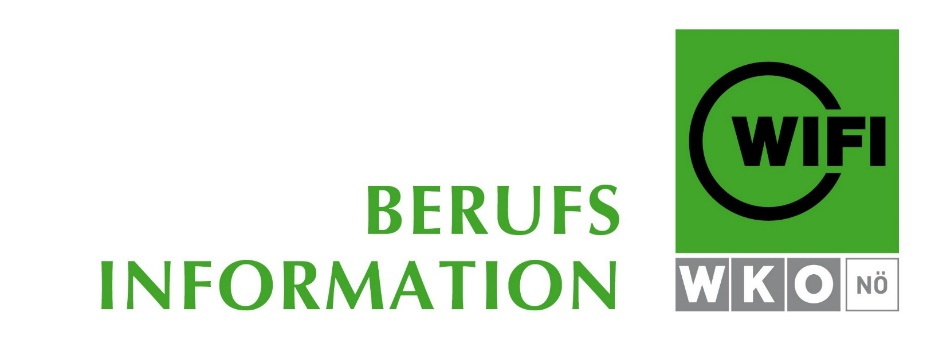 BERUFS
INFORMATION
WIFI
WKO NÖ